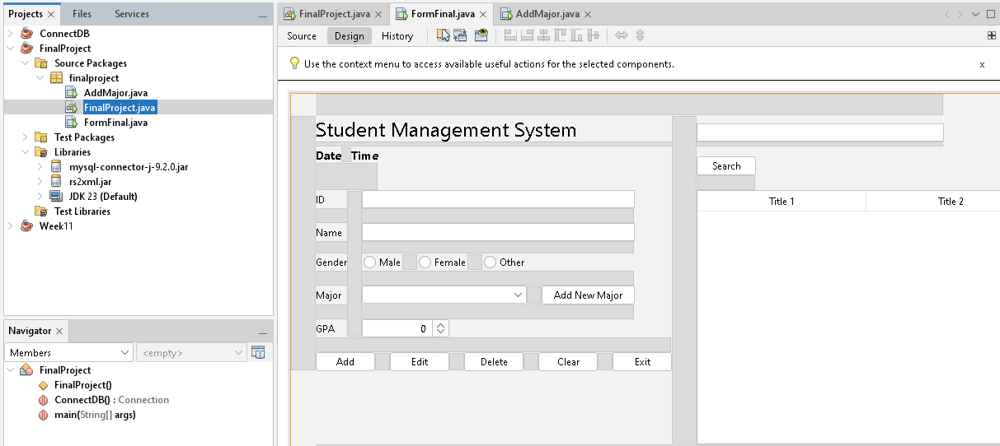 Projects Files Services
ConnectDB
FinalProject
Source Packages
finalproject
AddMajor.java
FinalProject.java
FormFinal.java
Test Packages
Libraries
mysql-connector-j-9.2.0.jar
rs2xml.jar
JDK 23 (Default)
Test Libraries
Week11
Navigator
Members <empty>
FinalProject
FinalProject()
ConnectDB() : Connection
main(String[] args)
FinalProject.java FormFinal.java AddMajor.java
Source Design History
Use the context menu to access available useful actions for the selected components. x
Student Management System
Date Time
Search
ID
Title 1 Title 2
Name
Gender Male Female Other
Major Add New Major
GPA 0
Add Edit Delete Clear Exit